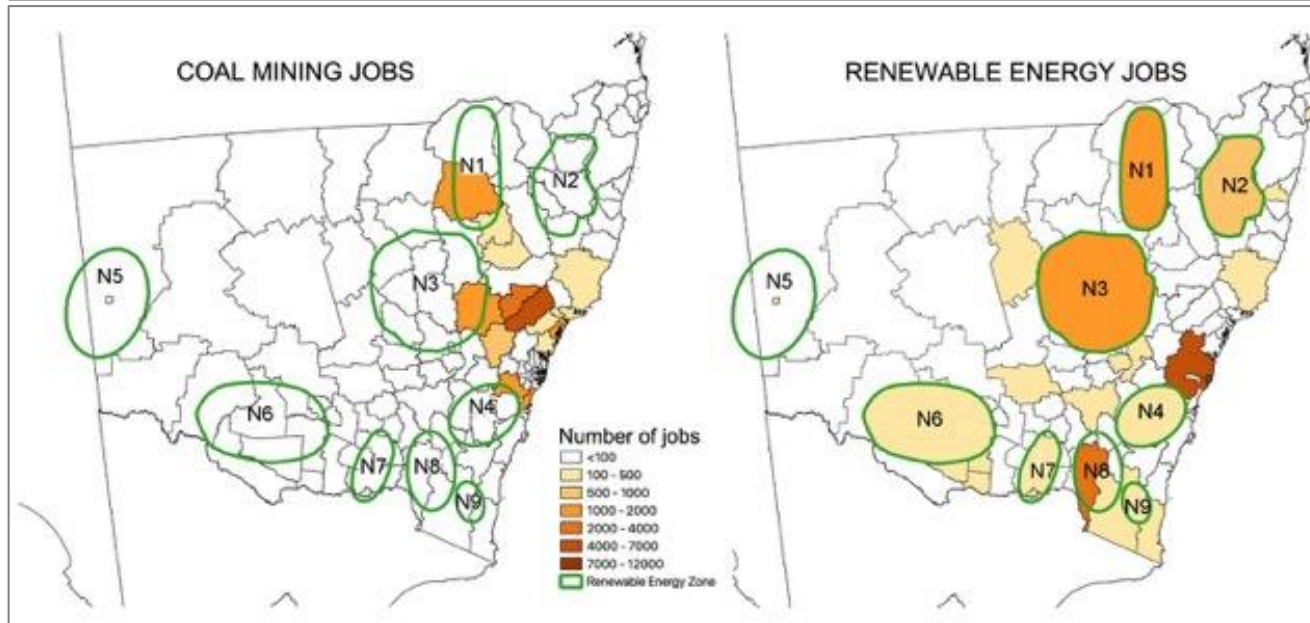 COAL MINING JOBS
N1
N2
N5
N3
N6
N4
N7
N8
N9
Number of jobs
<100
100 - 500
500 - 1000
1000 - 2000
2000 - 4000
4000 - 7000
7000 - 12000
Renewable Energy Zone
RENEWABLE ENERGY JOBS
N1
N2
N5
N3
N6
N4
N7
N8
N9